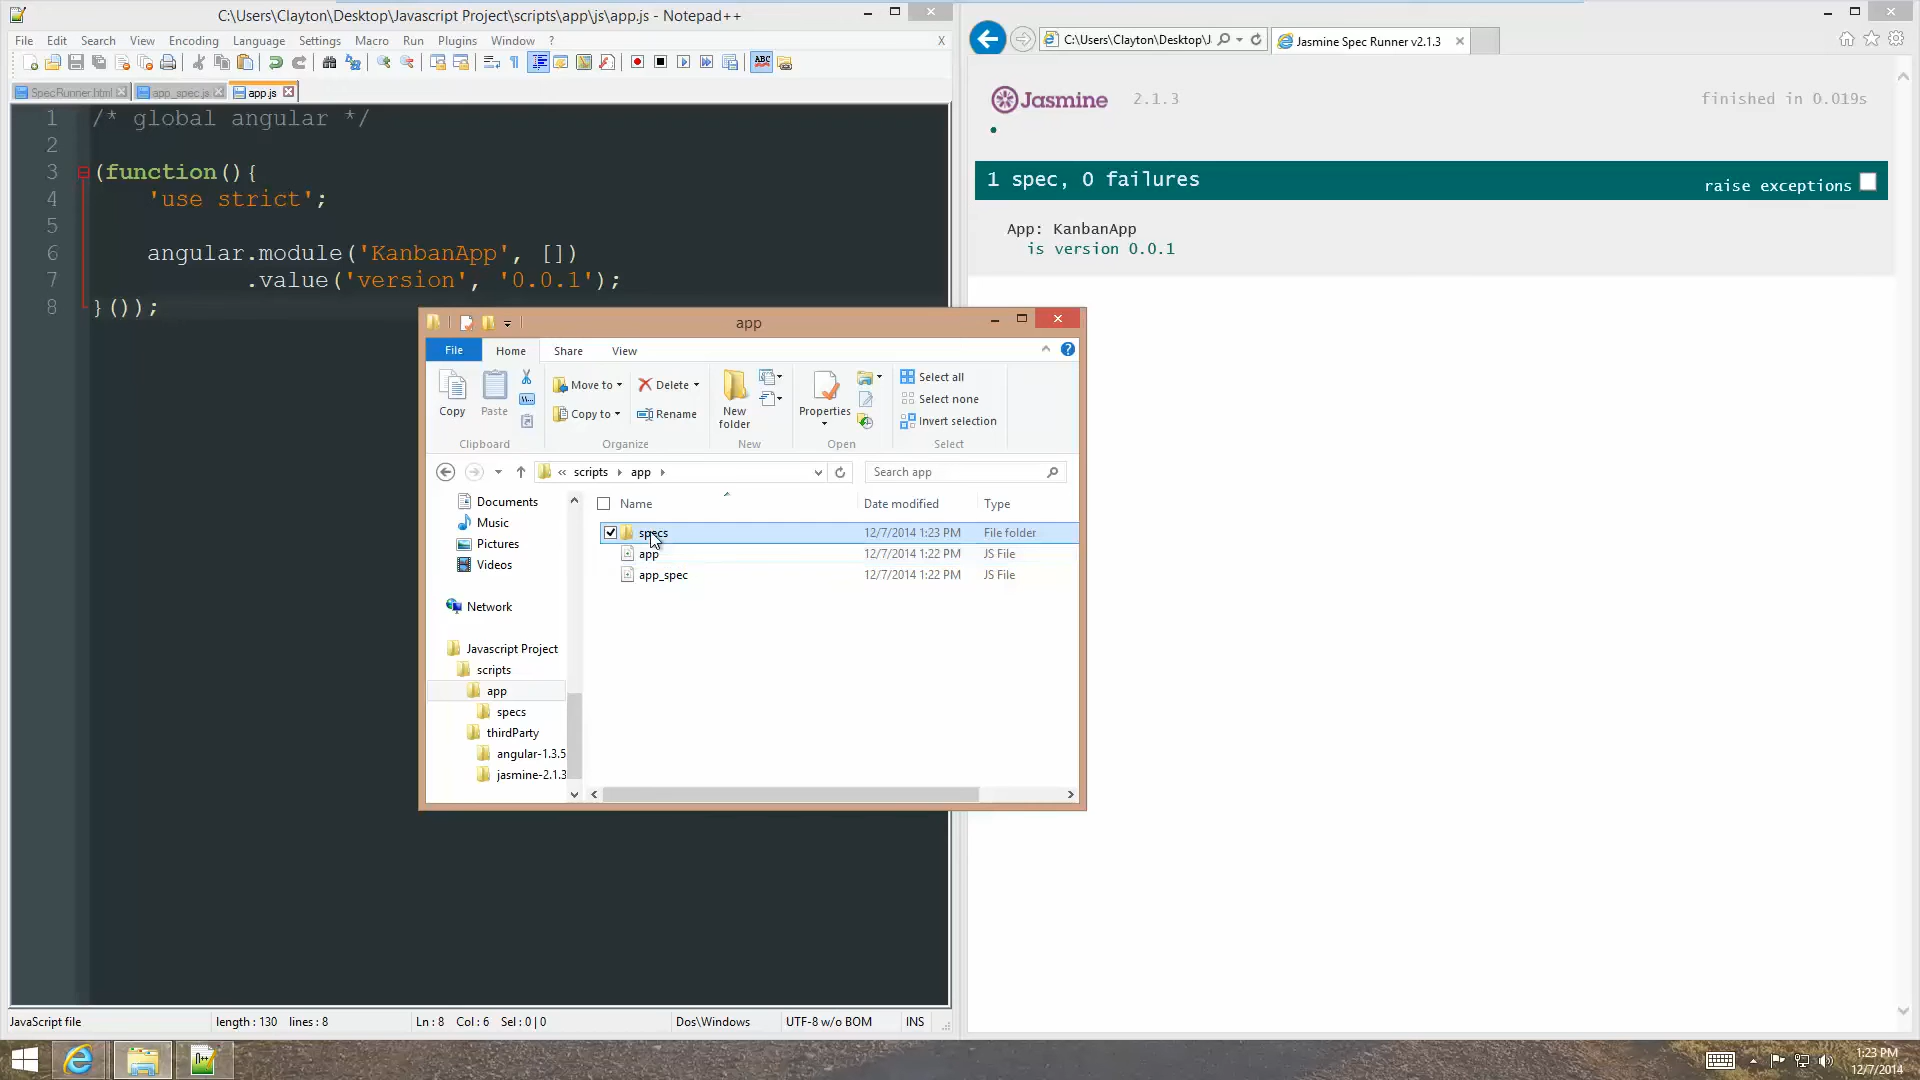 C:\Users\Clayton\Desktop\Javascript Project\scripts\app\js\app.js - Notepad++
File Edit Search View Encoding Language Settings Macro Run Plugins Window ? X
ABC
SpecRunner.html app_spec.js app.js
1 /* global angular */
2
3 (function(){
4 'use strict';
5
6 angular.module('KanbanApp', [])
7 .value('version', '0.0.1');
8 }());
JavaScript file length : 130 lines : 8 Ln : 8 Col : 6 Sel : 0 | 0 Dos\Windows UTF-8 w/o BOM INS
C:\Users\Clayton\Desktop\J Jasmine Spec Runner v2.1.3
Jasmine 2.1.3 finished in 0.019s
•
1 spec, 0 failures raise exceptions
App: KanbanApp
is version 0.0.1
app
File Home Share View
Copy Paste Move to Copy to Delete Rename New folder Properties Select all Select none Invert selection
Clipboard Organize New Open Select
« scripts app Search app
Name Date modified Type
specs 12/7/2014 1:23 PM File folder
app 12/7/2014 1:22 PM JS File
app_spec 12/7/2014 1:22 PM JS File
Documents
Music
Pictures
Videos
Network
Javascript Project
scripts
app
specs
thirdParty
angular-1.3.5
jasmine-2.1.3
1:23 PM
12/7/2014